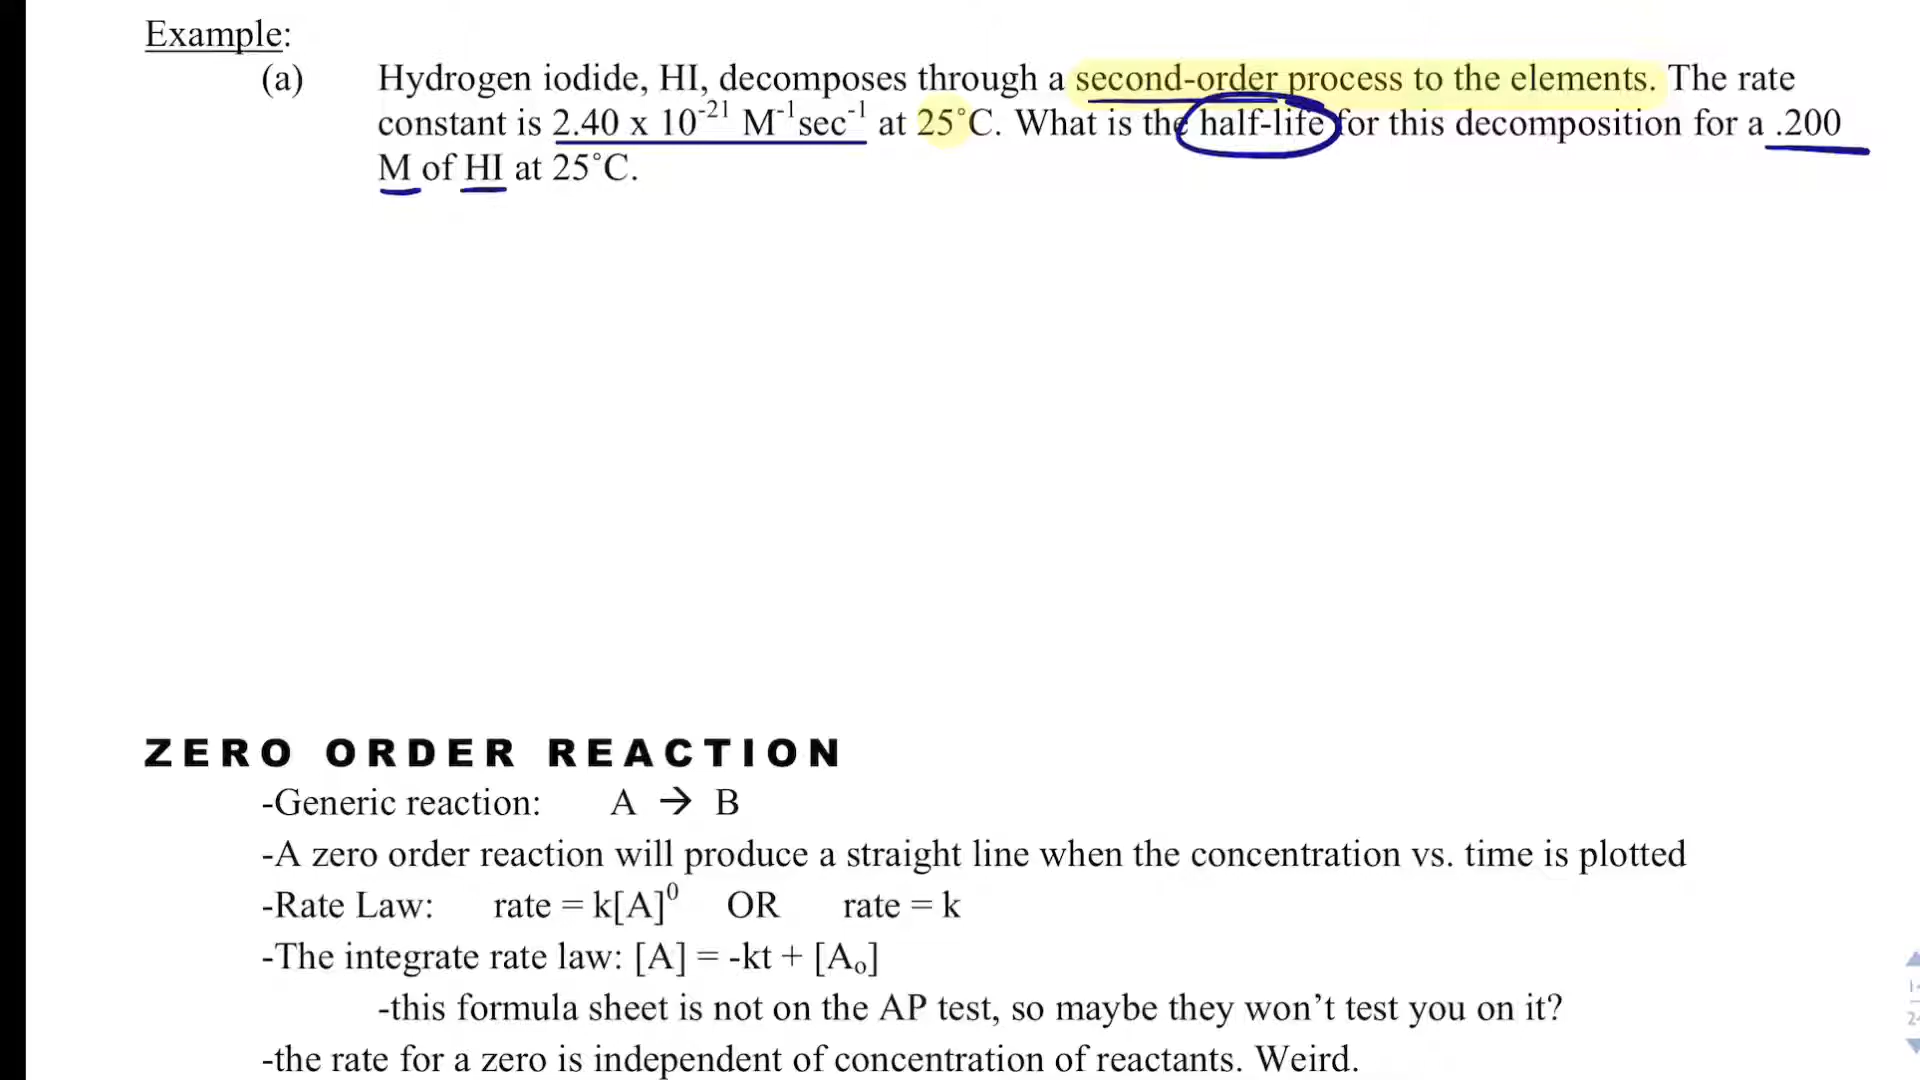 Example:
(a) Hydrogen iodide, HI, decomposes through a second-order process to the elements. The rate
constant is 2.40 x 10⁻²¹ M⁻¹sec⁻¹ at 25°C. What is the half-life for this decomposition for a .200
M of HI at 25°C.
ZERO ORDER REACTION
-Generic reaction: A → B
-A zero order reaction will produce a straight line when the concentration vs. time is plotted
-Rate Law: rate = k[A]⁰ OR rate = k
-The integrate rate law: [A] = -kt + [A₀]
-this formula sheet is not on the AP test, so maybe they won’t test you on it?
-the rate for a zero is independent of concentration of reactants. Weird.